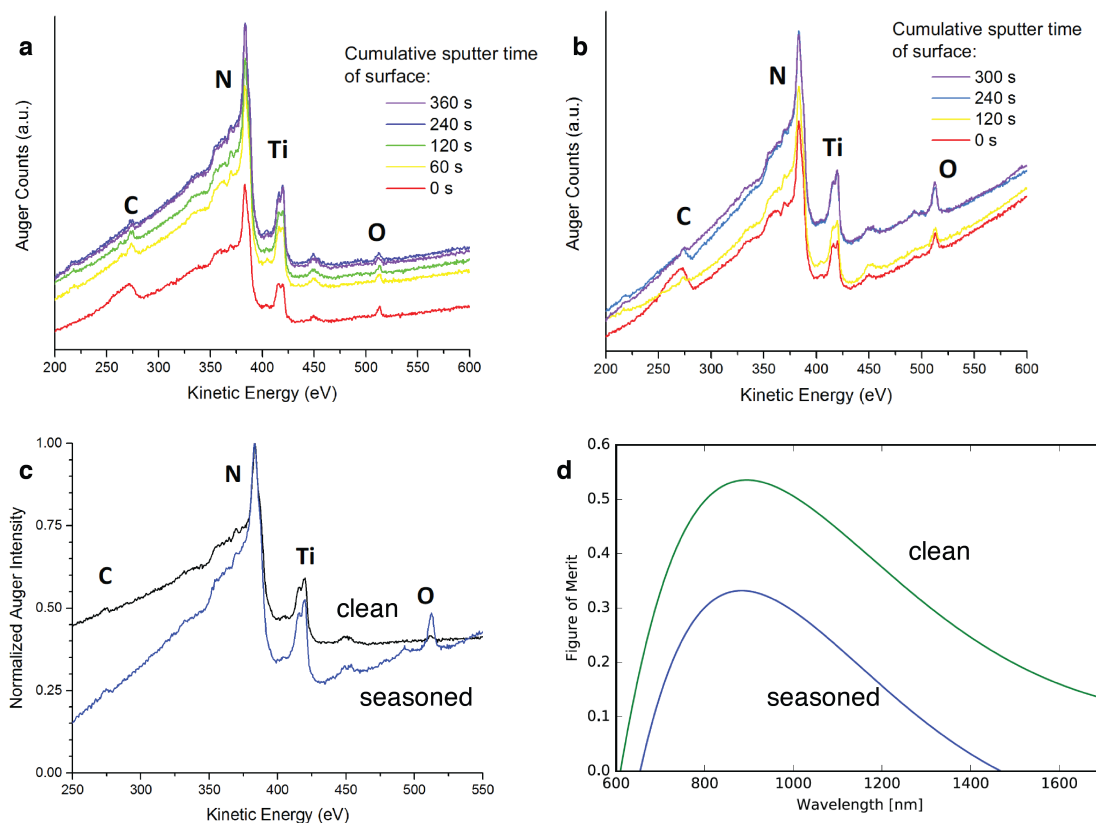 a
Cumulative sputter time
of surface:
360 s
240 s
120 s
60 s
0 s
N
Ti
C
O
Auger Counts (a.u.)
200 250 300 350 400 450 500 550 600
Kinetic Energy (eV)
b
Cumulative sputter time
of surface:
300 s
240 s
120 s
0 s
N
Ti
O
C
Auger Counts (a.u.)
200 250 300 350 400 450 500 550 600
Kinetic Energy (eV)
c
1.00
0.75
0.50
0.25
0.00
Normalized Auger Intensity
N
C
Ti
O
clean
seasoned
250 300 350 400 450 500 550
Kinetic Energy (eV)
d
0.6
0.5
0.4
0.3
0.2
0.1
0.0
Figure of Merit
clean
seasoned
600 800 1000 1200 1400 1600
Wavelength [nm]